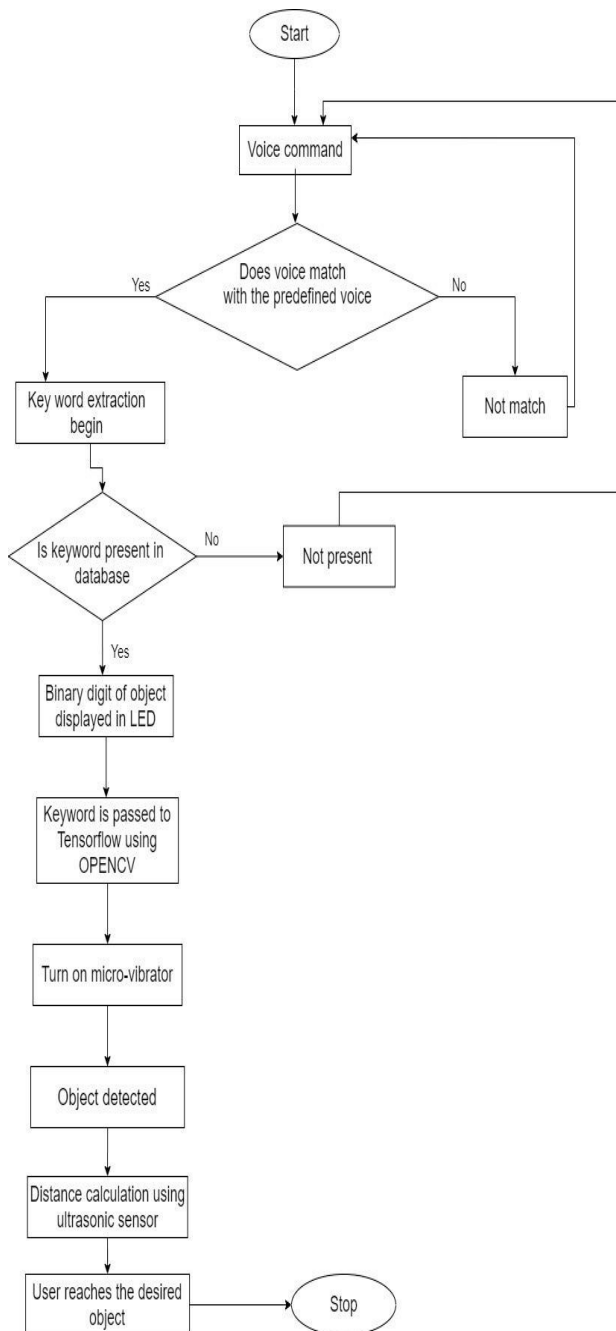 Start
Voice command
Does voice match
with the predefined voice
Yes
No
Key word extraction
begin
Not match
Is keyword present in
database
No
Not present
Yes
Binary digit of object
displayed in LED
Keyword is passed to
Tensorflow using
OPENCV
Turn on micro-vibrator
Object detected
Distance calculation using
ultrasonic sensor
User reaches the desired
object
Stop